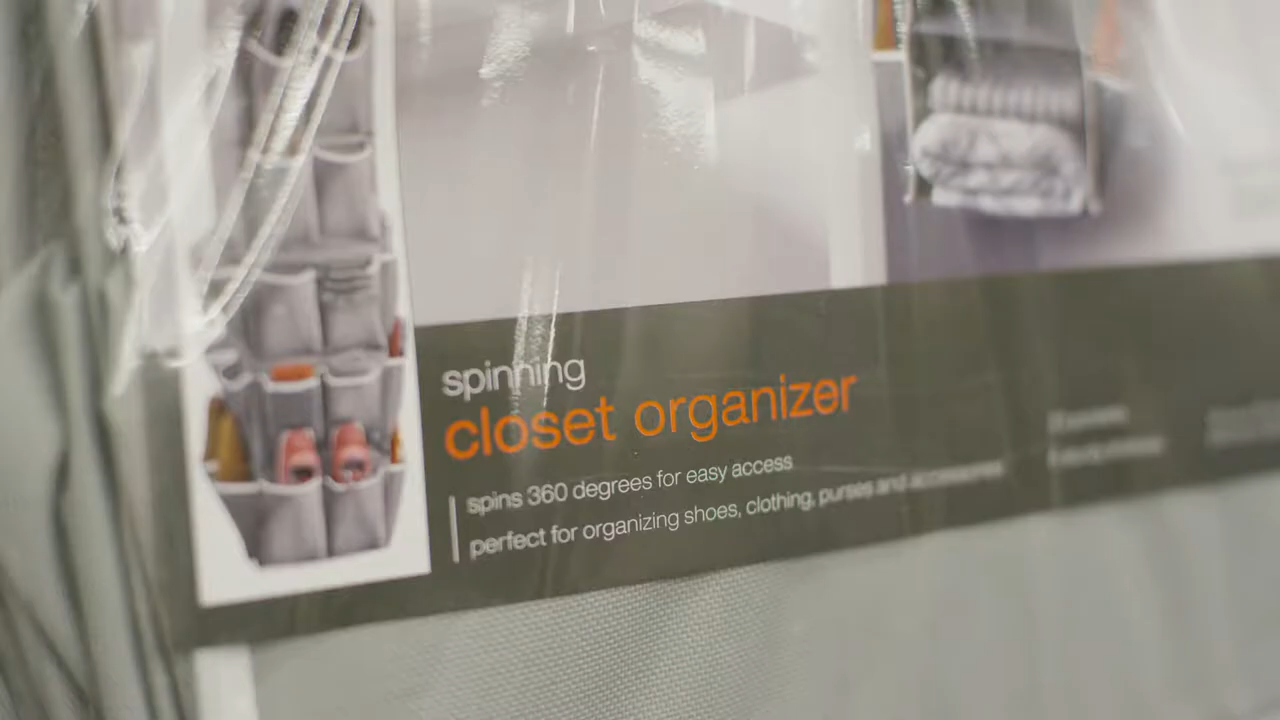 spinning
closet organizer
spins 360 degrees for easy access
perfect for organizing shoes, clothing, purses and accessories